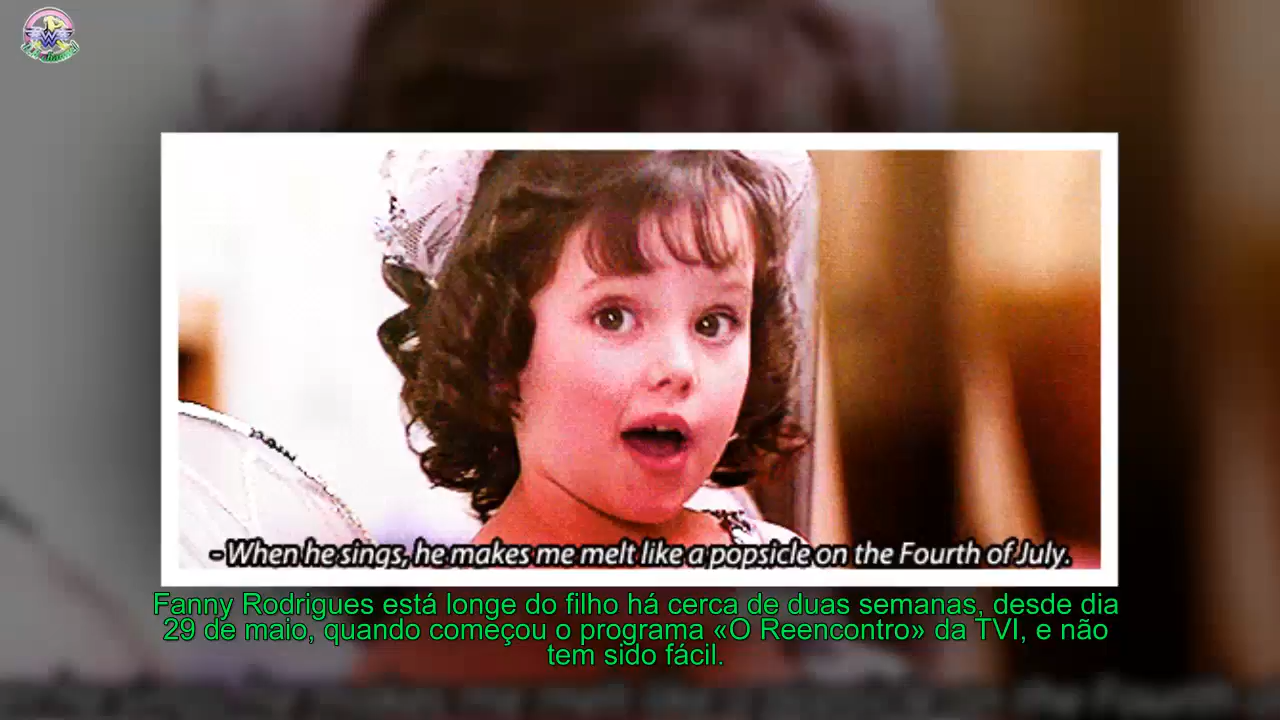 - When he sings, he makes me melt like a popsicle on the Fourth of July.
Fanny Rodrigues está longe do filho há cerca de duas semanas, desde dia
29 de maio, quando começou o programa «O Reencontro» da TVI, e não
tem sido fácil.